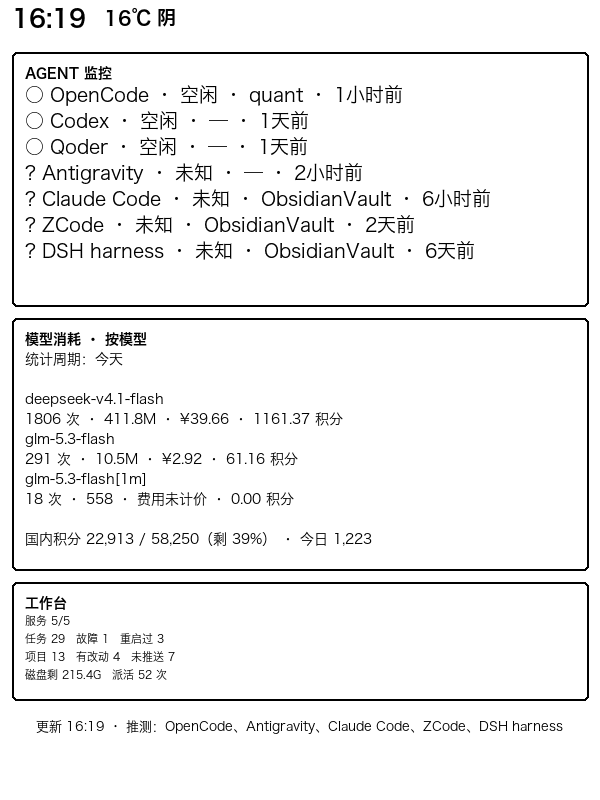 16:19 16℃ 阴
AGENT 监控
○ OpenCode · 空闲 · quant · 1小时前
○ Codex · 空闲 · — · 1天前
○ Qoder · 空闲 · — · 1天前
? Antigravity · 未知 · — · 2小时前
? Claude Code · 未知 · ObsidianVault · 6小时前
? ZCode · 未知 · ObsidianVault · 2天前
? DSH harness · 未知 · ObsidianVault · 6天前
模型消耗 · 按模型
统计周期：今天
deepseek-v4.1-flash
1806 次 · 411.8M · ¥39.66 · 1161.37 积分
glm-5.3-flash
291 次 · 10.5M · ¥2.92 · 61.16 积分
glm-5.3-flash[1m]
18 次 · 558 · 费用未计价 · 0.00 积分
国内积分 22,913 / 58,250（剩 39%） · 今日 1,223
工作台
服务 5/5
任务 29 故障 1 重启过 3
项目 13 有改动 4 未推送 7
磁盘剩 215.4G 派活 52 次
更新 16:19 · 推测：OpenCode、Antigravity、Claude Code、ZCode、DSH harness